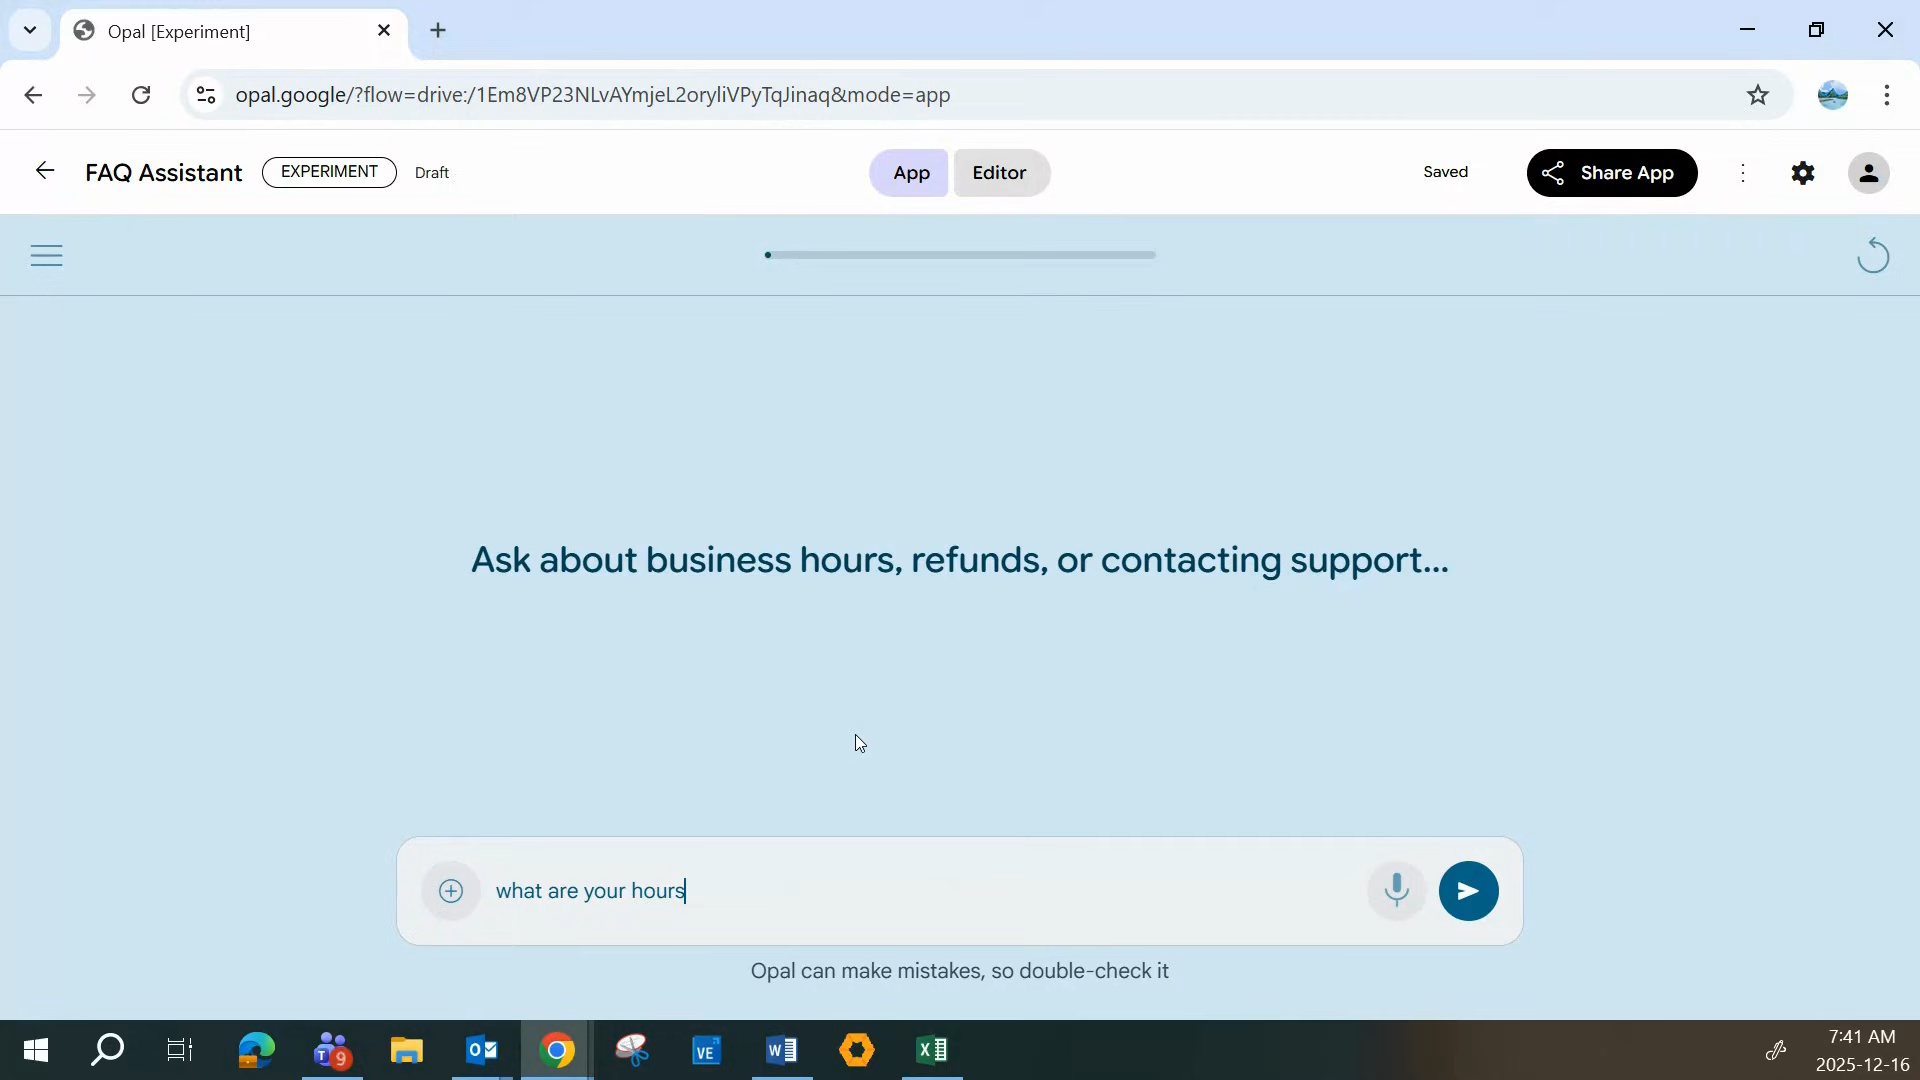 Opal [Experiment]
opal.google/?flow=drive:/1Em8VP23NLvAYmjeL2oryliVPyTqJinaq&mode=app
FAQ Assistant EXPERIMENT Draft App Editor Saved Share App
Ask about business hours, refunds, or contacting support...
what are your hours
Opal can make mistakes, so double-check it
T 9 O VE W X
7:41 AM
2025-12-16